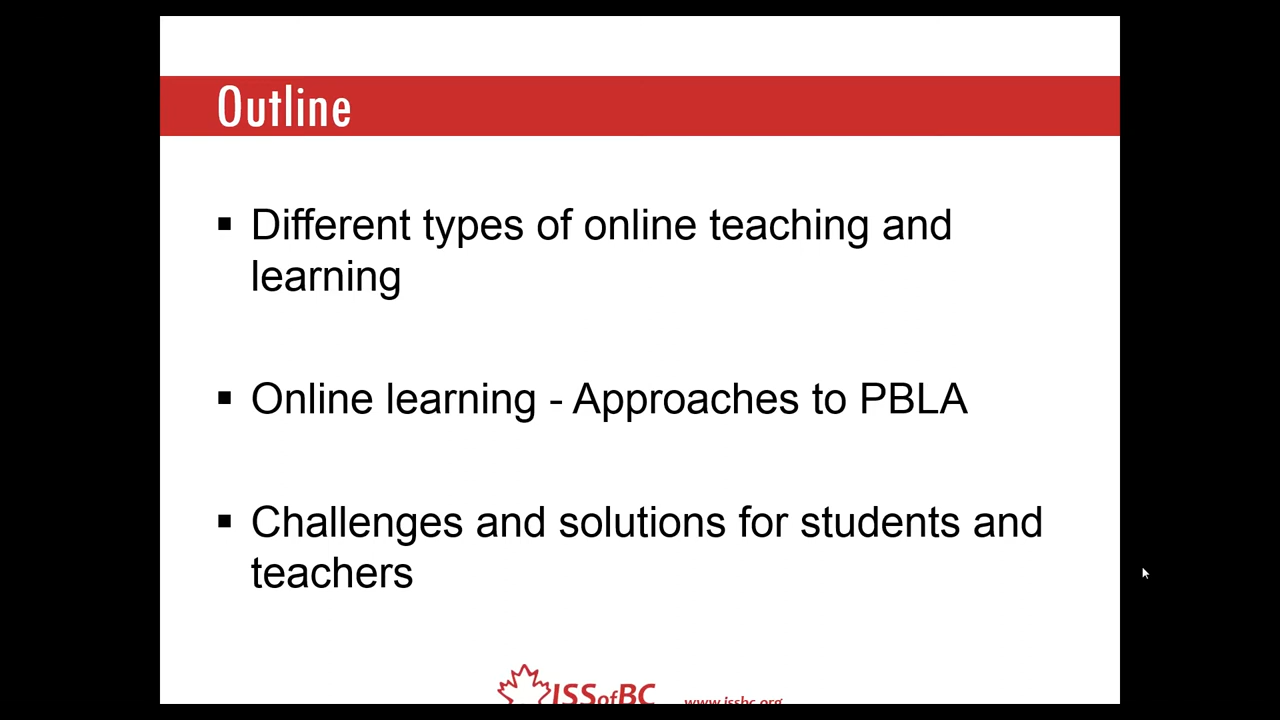 Outline
▪ Different types of online teaching and
learning
▪ Online learning - Approaches to PBLA
▪ Challenges and solutions for students and
teachers
ISSofBC www.issbc.org